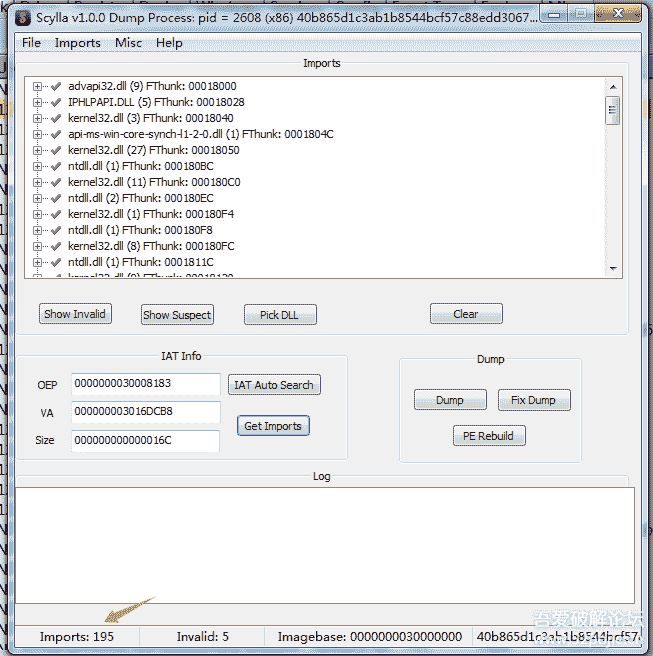 Scylla v1.0.0 Dump Process: pid = 2608 (x86) 40b865d1c3ab1b8544bcf57c88edd3067...
File Imports Misc Help
Imports
advapi32.dll (9) FThunk: 00018000
IPHLPAPI.DLL (5) FThunk: 00018028
kernel32.dll (3) FThunk: 00018040
api-ms-win-core-synch-l1-2-0.dll (1) FThunk: 0001804C
kernel32.dll (27) FThunk: 00018050
ntdll.dll (1) FThunk: 000180BC
kernel32.dll (11) FThunk: 000180C0
ntdll.dll (2) FThunk: 000180EC
kernel32.dll (1) FThunk: 000180F4
ntdll.dll (1) FThunk: 000180F8
kernel32.dll (8) FThunk: 000180FC
ntdll.dll (1) FThunk: 0001811C
Show Invalid Show Suspect Pick DLL Clear
IAT Info
OEP 0000000030008183 IAT Auto Search
VA 000000003016DCB8
Size 000000000000016C
Get Imports
Dump
Dump Fix Dump
PE Rebuild
Log
吾爱破解论坛
Imports: 195 Invalid: 5 Imagebase: 0000000030000000 40b865d1c3ab1b8544bcf57